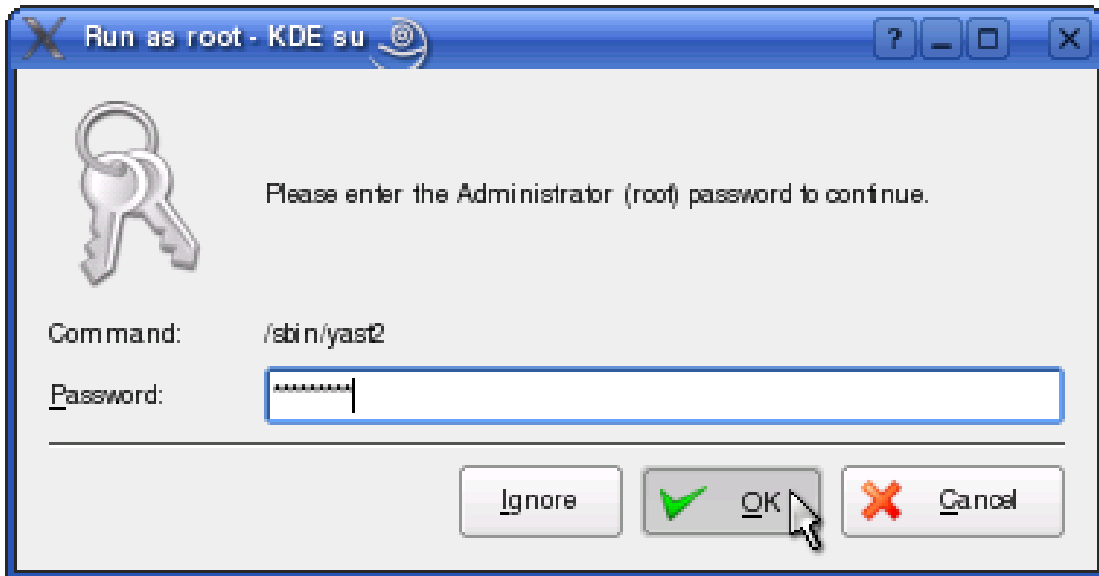 Run as root - KDE su
Please enter the Administrator (root) password to continue.
Command: /sbin/yast2
Password: *********
Ignore OK Cancel